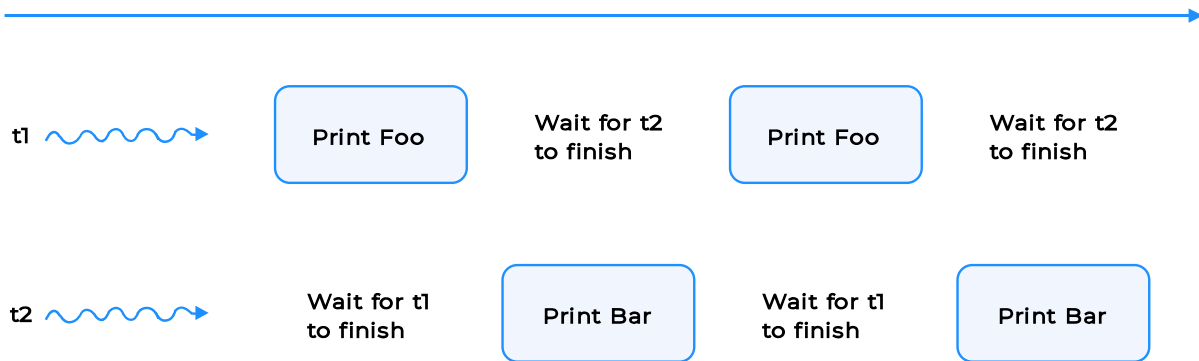 t1
Print Foo
Wait for t2
to finish
Print Foo
Wait for t2
to finish
t2
Wait for t1
to finish
Print Bar
Wait for t1
to finish
Print Bar